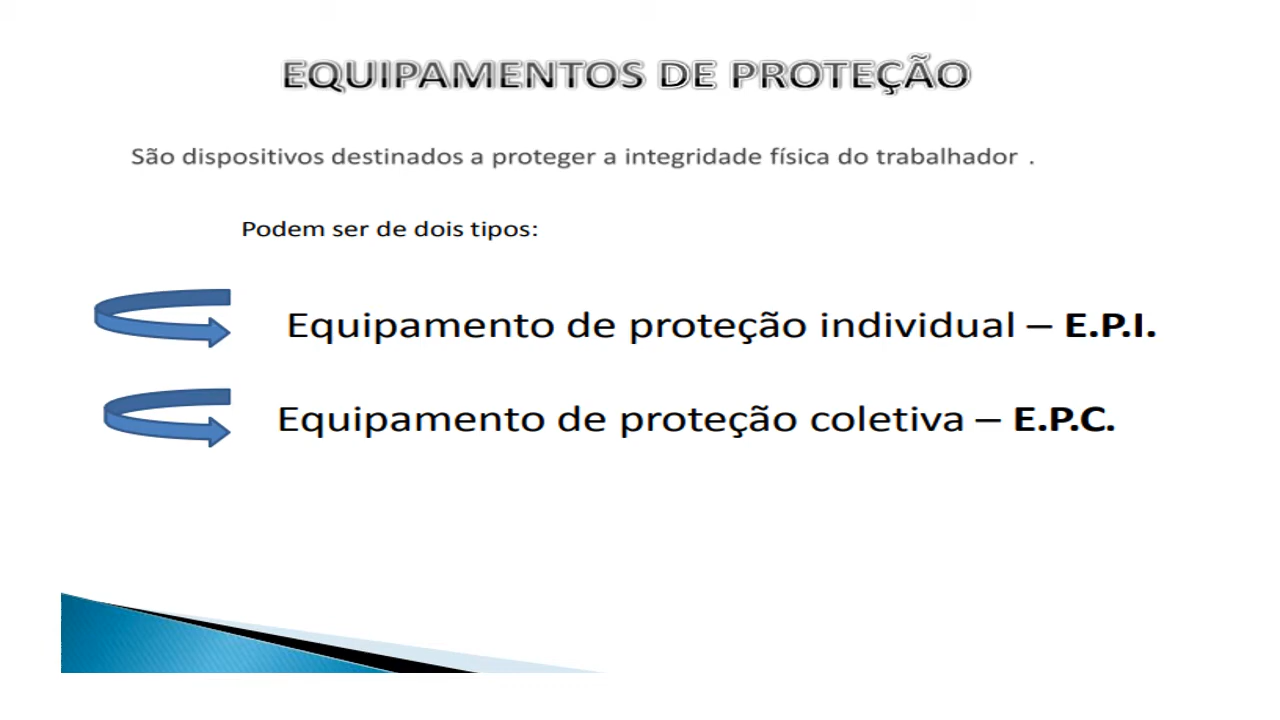 EQUIPAMENTOS DE PROTEÇÃO
São dispositivos destinados a proteger a integridade física do trabalhador .
Podem ser de dois tipos:
Equipamento de proteção individual – E.P.I.
Equipamento de proteção coletiva – E.P.C.